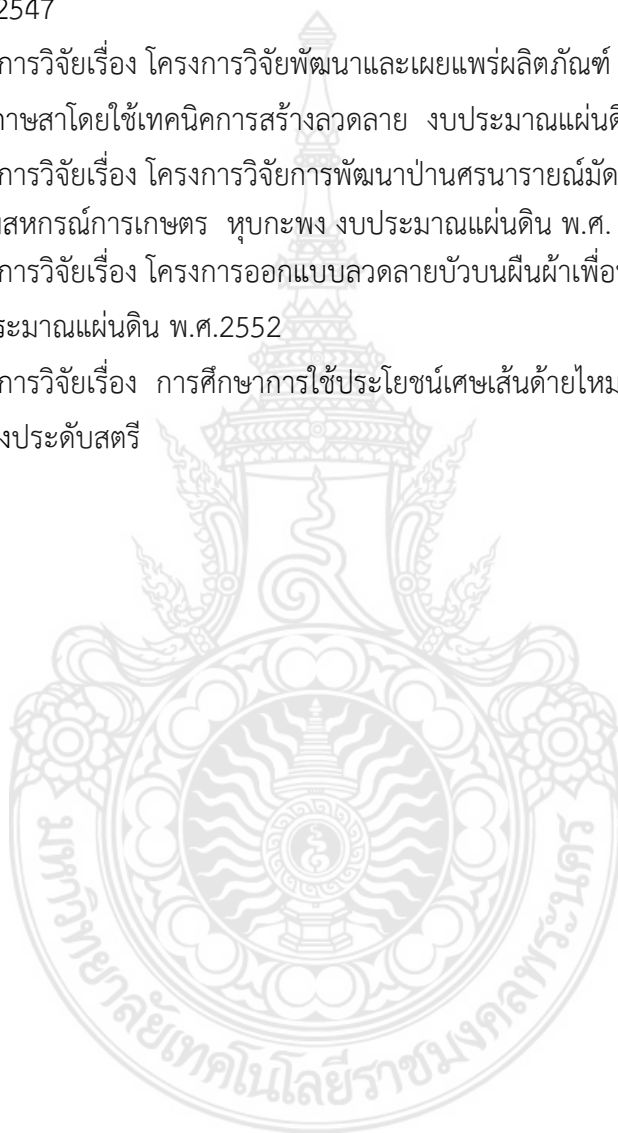 2547
การวิจัยเรื่อง โครงการวิจัยพัฒนาและเผยแพร่ผลิตภัณฑ์
โดยใช้เทคนิคการสร้างลวดลาย งบประมาณแผ่นดิ
การวิจัยเรื่อง โครงการวิจัยการพัฒนาป่านศรนารายณ์มัด
สหกรณ์การเกษตร หุบกะพง งบประมาณแผ่นดิน พ.ศ.
การวิจัยเรื่อง โครงการออกแบบลวดลายบัวบนผืนผ้าเพื่อ
ระมาณแผ่นดิน พ.ศ.2552
การวิจัยเรื่อง การศึกษาการใช้ประโยชน์เศษเส้นด้ายไหม
งประดับสตรี
มหาวิทยาลัยเทคโนโลยีราชมงคลพระนคร